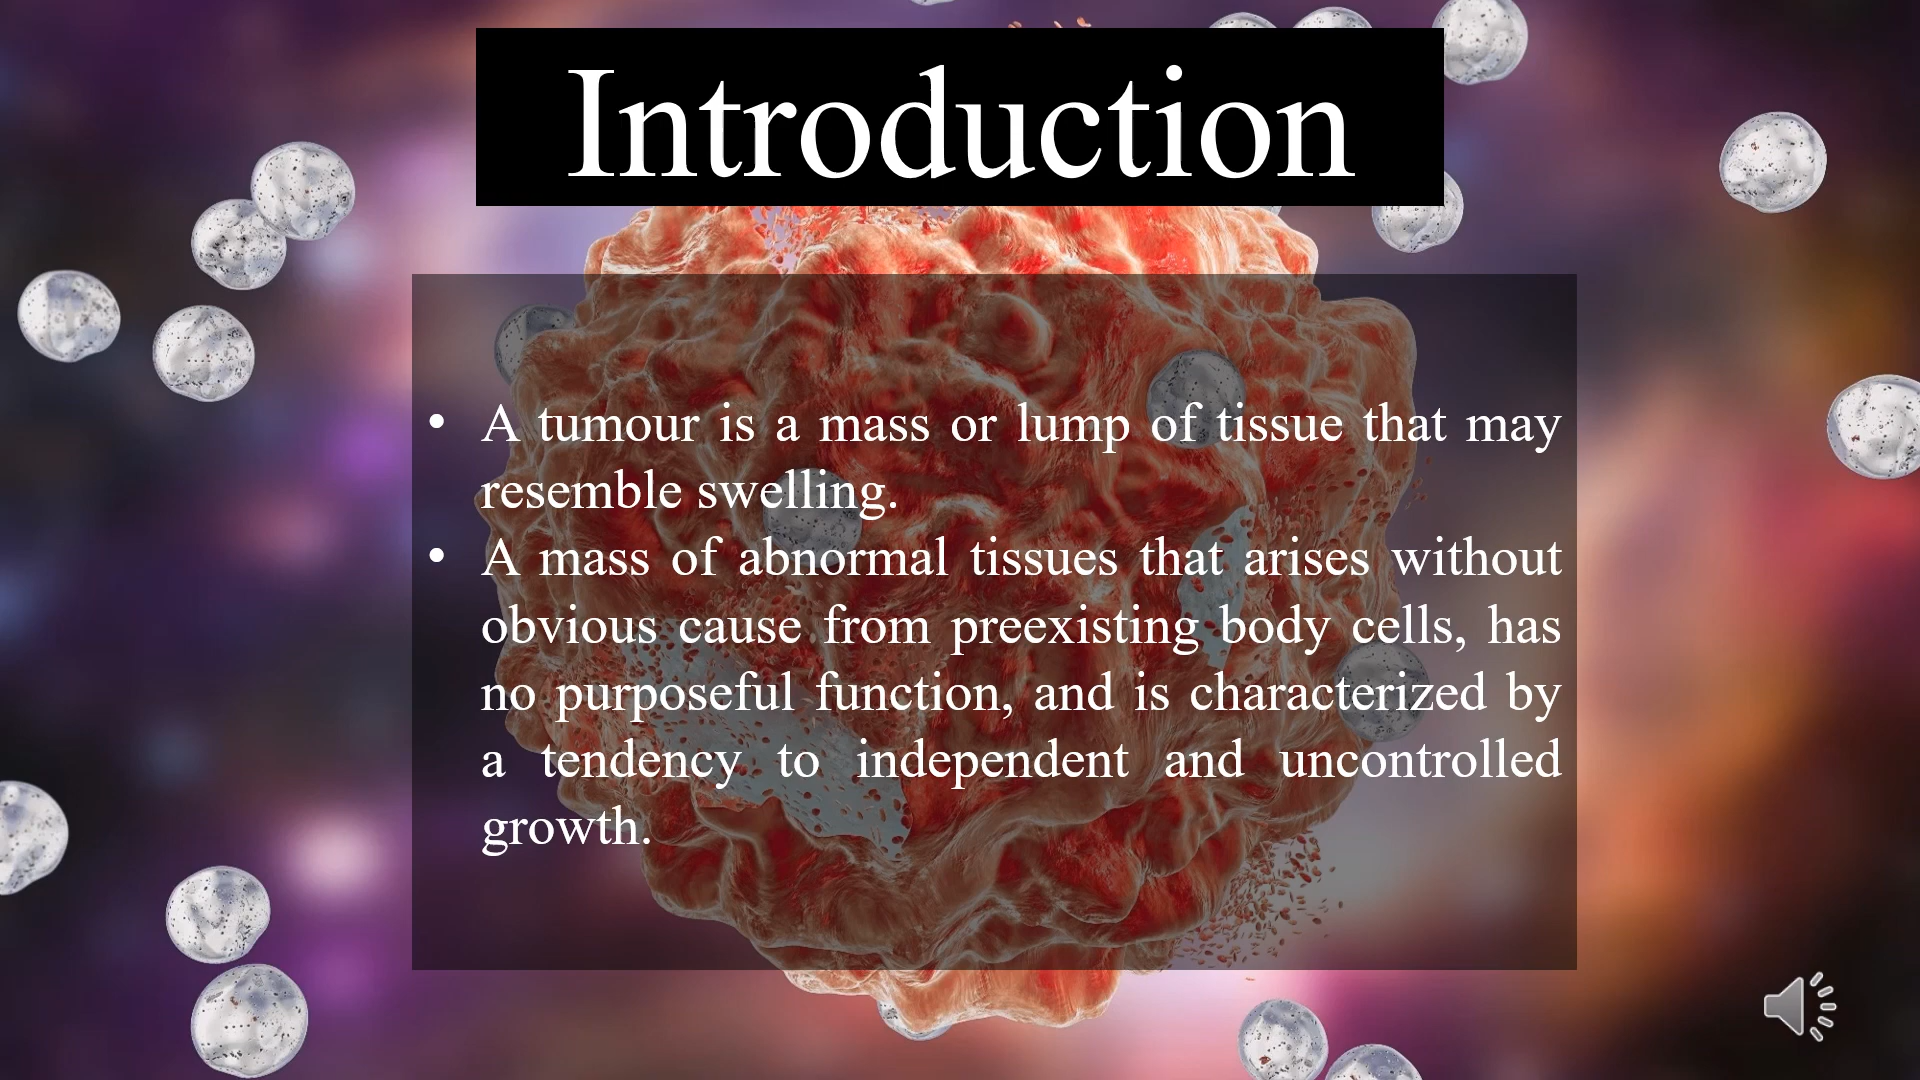 Introduction
• A tumour is a mass or lump of tissue that may
resemble swelling.
• A mass of abnormal tissues that arises without
obvious cause from preexisting body cells, has
no purposeful function, and is characterized by
a tendency to independent and uncontrolled
growth.